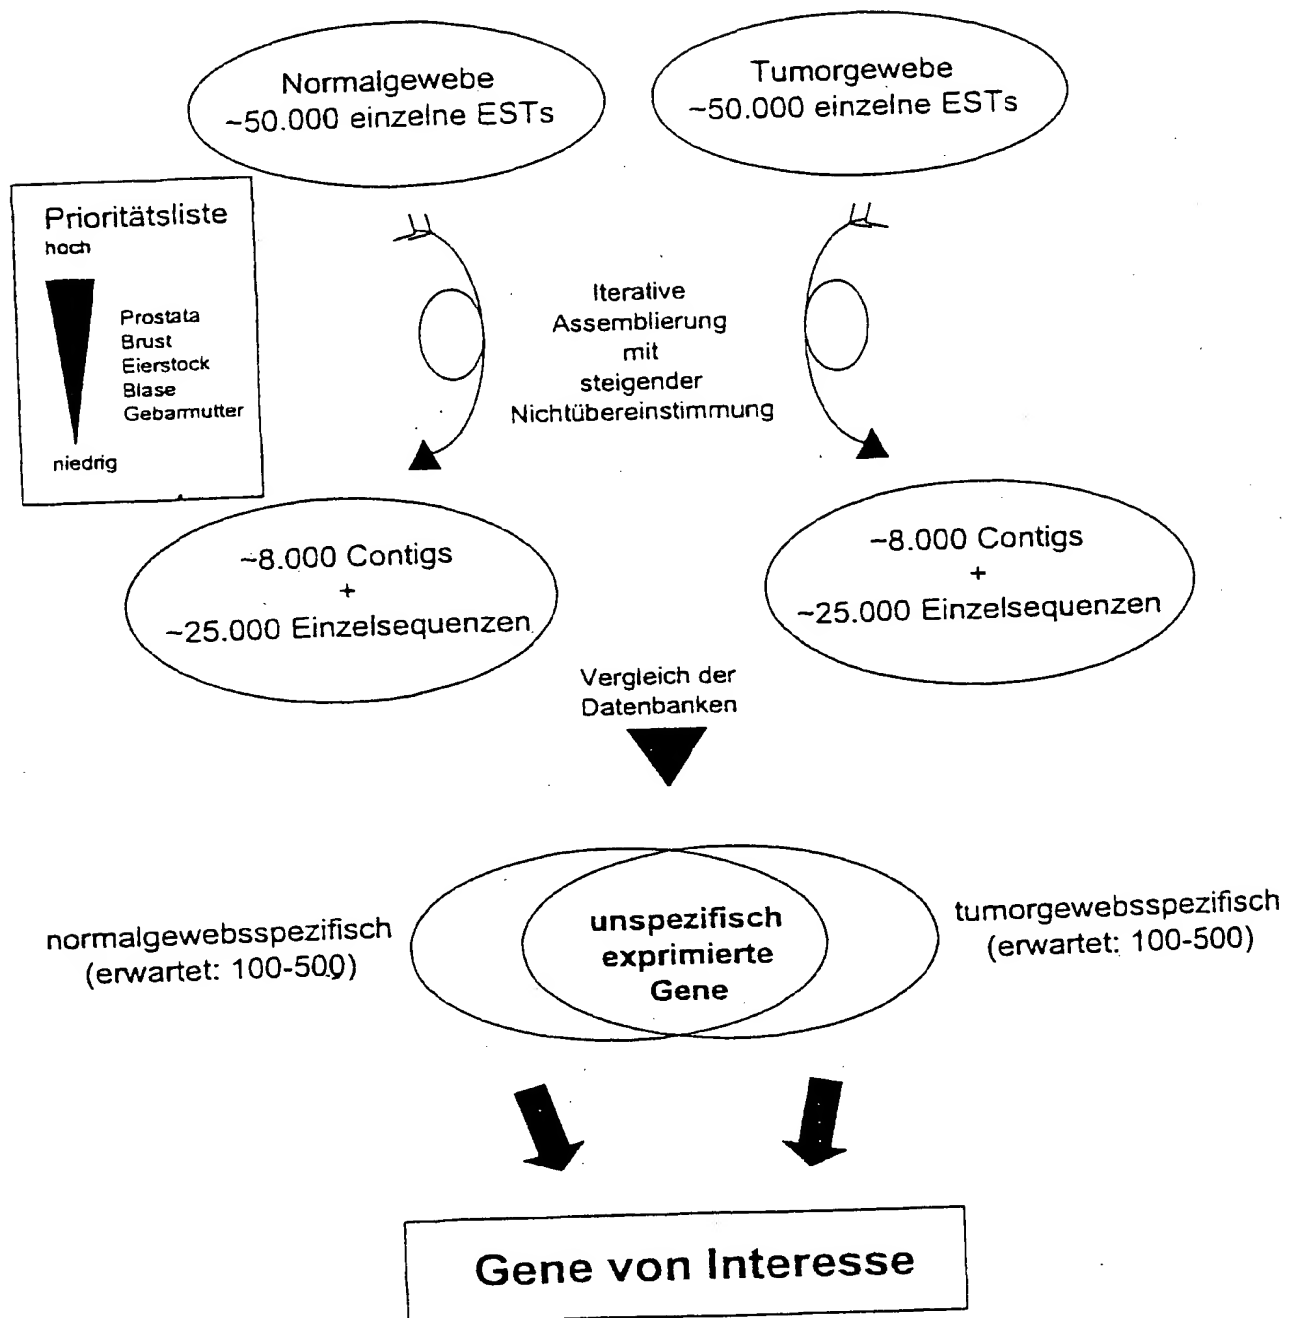 Normalgewebe
~50.000 einzelne ESTs
Tumorgewebe
~50.000 einzelne ESTs
Prioritätsliste
hoch
Prostata
Brust
Eierstock
Blase
Gebarmutter
niedrig
Iterative
Assemblierung
mit
steigender
Nichtübereinstimmung
~8.000 Contigs
+
~25.000 Einzelsequenzen
~8.000 Contigs
+
~25.000 Einzelsequenzen
Vergleich der
Datenbanken
normalgewebsspezifisch
(erwartet: 100-500)
unspezifisch
exprimierte
Gene
tumorgewebsspezifisch
(erwartet: 100-500)
Gene von Interesse